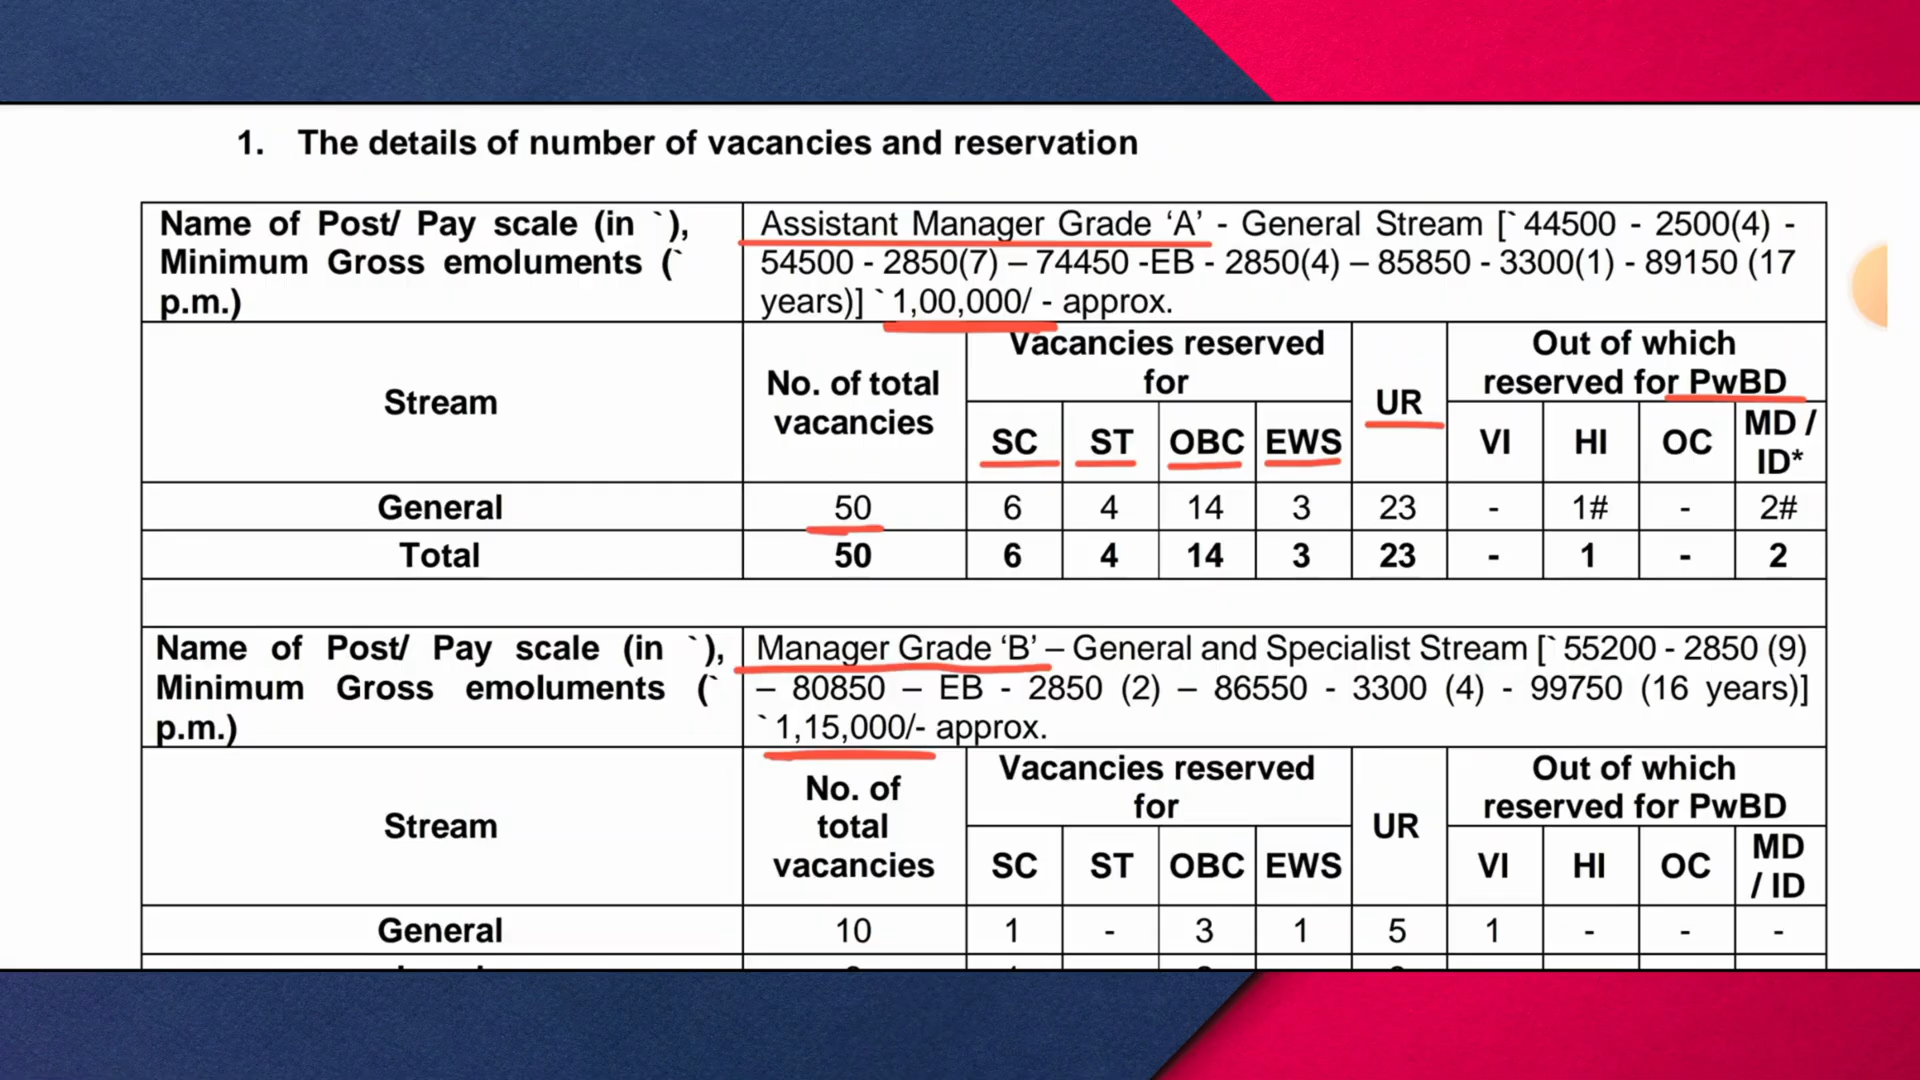 1. The details of number of vacancies and reservation
Name of Post/ Pay scale (in `),
Minimum Gross emoluments (`
p.m.)
Assistant Manager Grade ‘A’ - General Stream [` 44500 - 2500(4) -
54500 - 2850(7) – 74450 -EB - 2850(4) – 85850 - 3300(1) - 89150 (17
years)] ` 1,00,000/ - approx.
Stream
No. of total
vacancies
Vacancies reserved
for
UR
Out of which
reserved for PwBD
SC ST OBC EWS
VI HI OC MD /
ID*
General 50 6 4 14 3 23 - 1# - 2#
Total 50 6 4 14 3 23 - 1 - 2
Name of Post/ Pay scale (in `),
Minimum Gross emoluments (`
p.m.)
Manager Grade ‘B’ – General and Specialist Stream [` 55200 - 2850 (9)
– 80850 – EB - 2850 (2) – 86550 - 3300 (4) - 99750 (16 years)]
` 1,15,000/- approx.
Stream
No. of
total
vacancies
Vacancies reserved
for
UR
Out of which
reserved for PwBD
SC ST OBC EWS
VI HI OC MD
/ ID
General 10 1 - 3 1 5 1 - - -